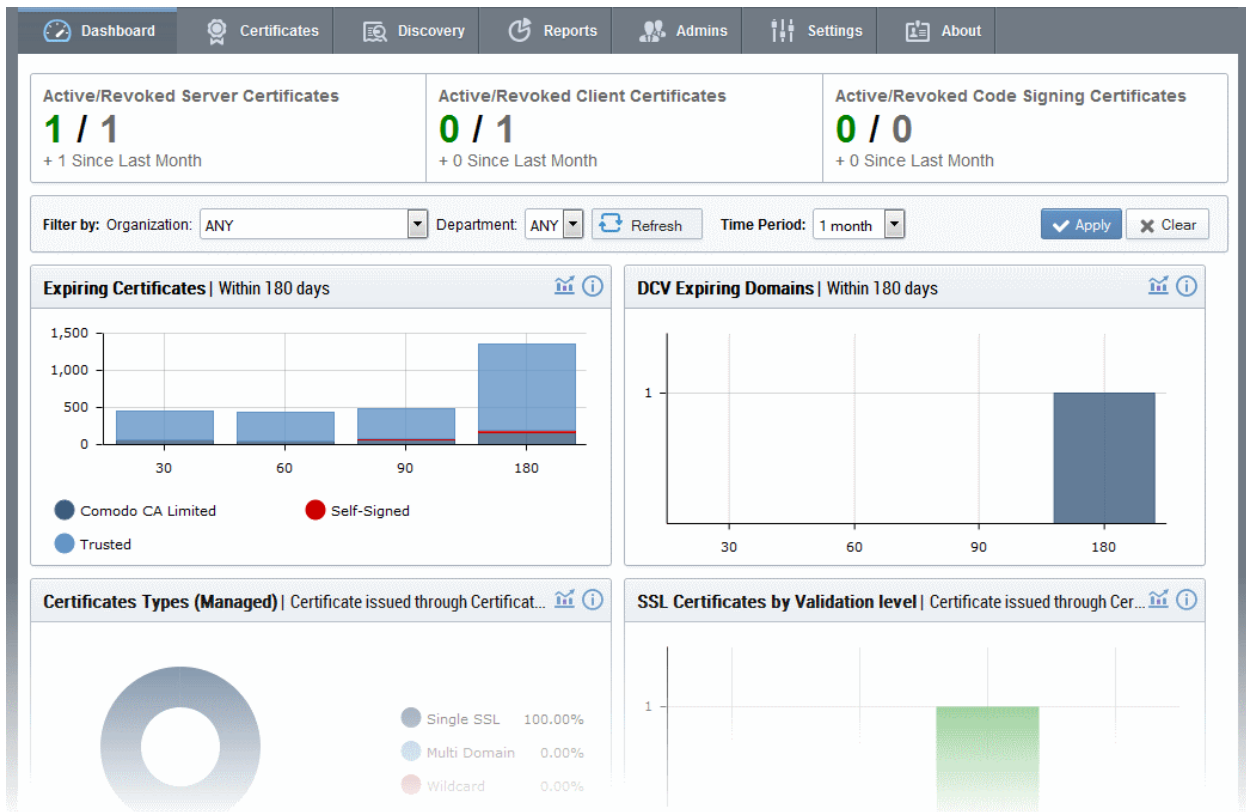 Dashboard Certificates Discovery Reports Admins Settings About
Active/Revoked Server Certificates
1 / 1
+ 1 Since Last Month
Active/Revoked Client Certificates
0 / 1
+ 0 Since Last Month
Active/Revoked Code Signing Certificates
0 / 0
+ 0 Since Last Month
Filter by: Organization: ANY Department: ANY Refresh Time Period: 1 month Apply Clear
Expiring Certificates | Within 180 days
1,500
1,000
500
0
30 60 90 180
Comodo CA Limited Self-Signed
Trusted
DCV Expiring Domains | Within 180 days
1
30 60 90 180
Certificates Types (Managed) | Certificate issued through Certificat...
Single SSL 100.00%
Multi Domain 0.00%
Wildcard 0.00%
SSL Certificates by Validation level | Certificate issued through Cer...
1